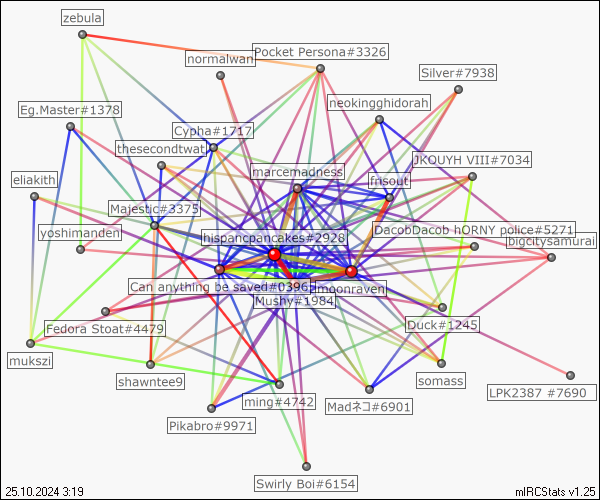 zebula
normalwan
Pocket Persona#3326
Silver#7938
Eg.Master#1378
neokingghidorah
Cypha#1717
thesecondtwat
JKQUYH VIII#7034
marcemadness
eliakith
frisout
Majestic#3375
yoshimanden
hispancpancakes#2928
DacobDacob hORNY police#5271
bigcitysamurai
Can anything be saved#0396
imoonraven
Mushy#1984
Fedora Stoat#4479
Duck#1245
mukszi
shawntee9
somass
LPK2387 #7690
ming#4742
Madネコ#6901
Pikabro#9971
Swirly Boi#6154
25.10.2024 3:19
mIRCStats v1.25